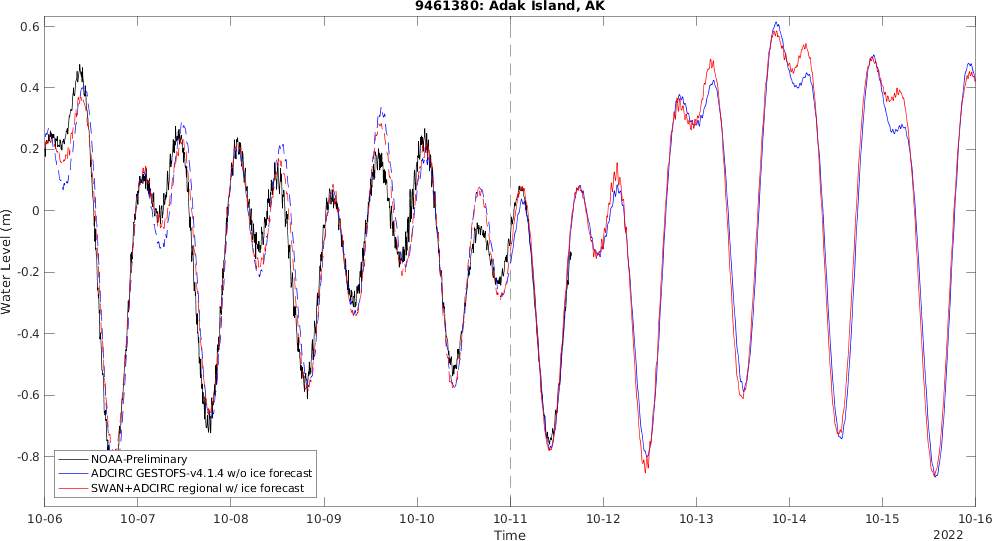 9461380: Adak Island, AK
0.6
0.4
0.2
0
-0.2
-0.4
-0.6
-0.8
Water Level (m)
NOAA-Preliminary
ADCIRC GESTOFS-v4.1.4 w/o ice forecast
SWAN+ADCIRC regional w/ ice forecast
10-06 10-07 10-08 10-09 10-10 10-11 10-12 10-13 10-14 10-15 10-16
Time
2022